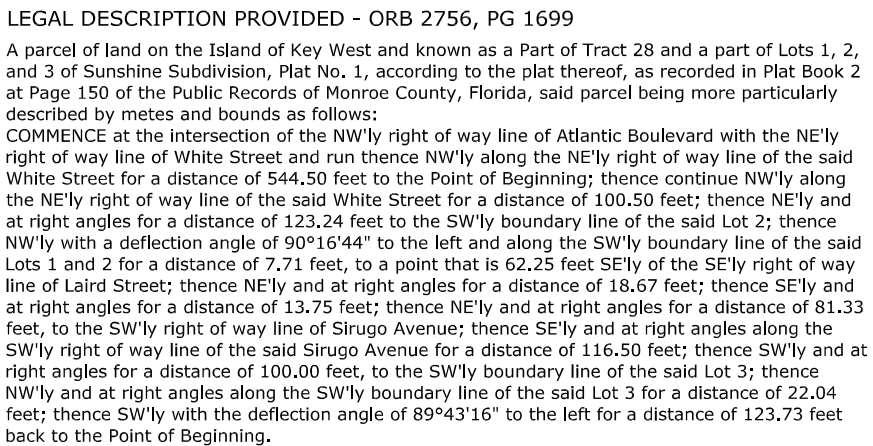 LEGAL DESCRIPTION PROVIDED - ORB 2756, PG 1699
A parcel of land on the Island of Key West and known as a Part of Tract 28 and a part of Lots 1, 2,
and 3 of Sunshine Subdivision, Plat No. 1, according to the plat thereof, as recorded in Plat Book 2
at Page 150 of the Public Records of Monroe County, Florida, said parcel being more particularly
described by metes and bounds as follows:
COMMENCE at the intersection of the NW'ly right of way line of Atlantic Boulevard with the NE'ly
right of way line of White Street and run thence NW'ly along the NE'ly right of way line of the said
White Street for a distance of 544.50 feet to the Point of Beginning; thence continue NW'ly along
the NE'ly right of way line of the said White Street for a distance of 100.50 feet; thence NE'ly and
at right angles for a distance of 123.24 feet to the SW'ly boundary line of the said Lot 2; thence
NW'ly with a deflection angle of 90°16'44" to the left and along the SW'ly boundary line of the said
Lots 1 and 2 for a distance of 7.71 feet, to a point that is 62.25 feet SE'ly of the SE'ly right of way
line of Laird Street; thence NE'ly and at right angles for a distance of 18.67 feet; thence SE'ly and
at right angles for a distance of 13.75 feet; thence NE'ly and at right angles for a distance of 81.33
feet, to the SW'ly right of way line of Sirugo Avenue; thence SE'ly and at right angles along the
SW'ly right of way line of the said Sirugo Avenue for a distance of 116.50 feet; thence SW'ly and at
right angles for a distance of 100.00 feet, to the SW'ly boundary line of the said Lot 3; thence
NW'ly and at right angles along the SW'ly boundary line of the said Lot 3 for a distance of 22.04
feet; thence SW'ly with the deflection angle of 89°43'16" to the left for a distance of 123.73 feet
back to the Point of Beginning.